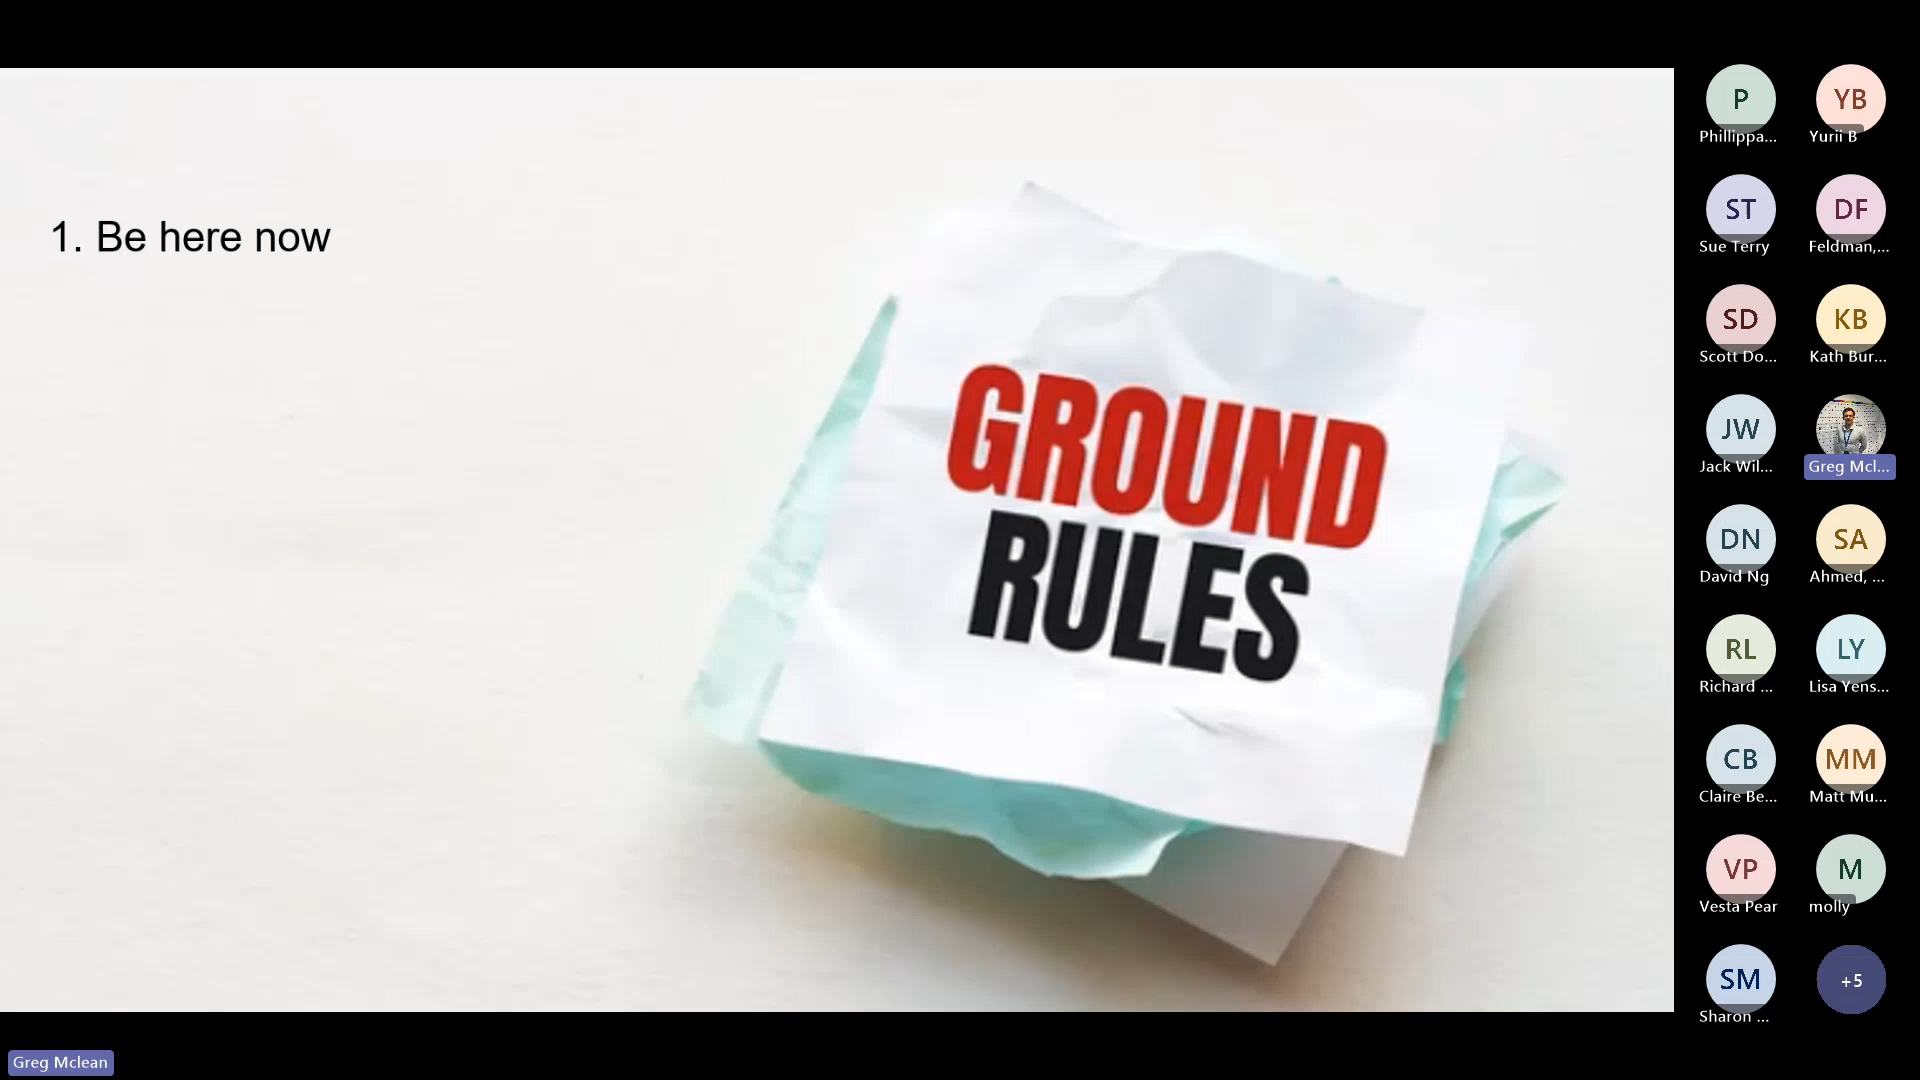 1. Be here now
GROUND
RULES
P
Phillippa...
YB
Yurii B
ST
Sue Terry
DF
Feldman,...
SD
Scott Do...
KB
Kath Bur...
JW
Jack Wil...
Greg Mcl...
DN
David Ng
SA
Ahmed, ...
RL
Richard ...
LY
Lisa Yens...
CB
Claire Be...
MM
Matt Mu...
VP
Vesta Pear
M
molly
SM
Sharon ...
+5
Greg Mclean